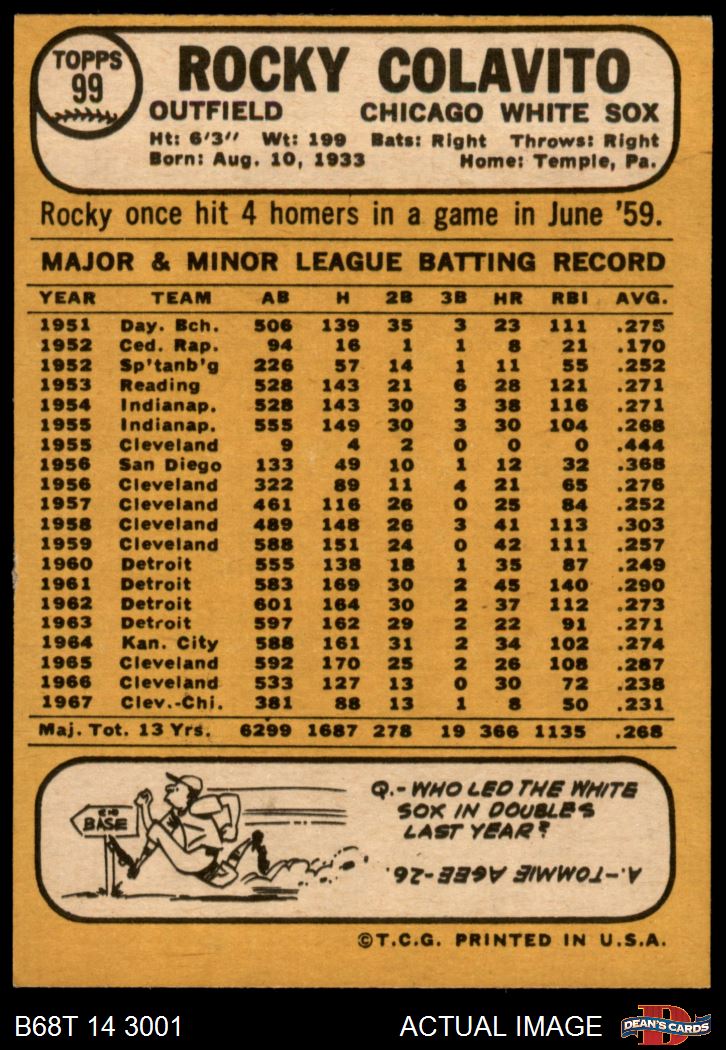 TOPPS
99
ROCKY COLAVITO
OUTFIELD CHICAGO WHITE SOX
Ht: 6'3" Wt: 199 Bats: Right Throws: Right
Born: Aug. 10, 1933 Home: Temple, Pa.
Rocky once hit 4 homers in a game in June '59.
MAJOR & MINOR LEAGUE BATTING RECORD
YEAR TEAM AB H 2B 3B HR RBI AVG.
1951 Day. Bch. 506 139 35 3 23 111 .275
1952 Ced. Rap. 94 16 1 1 8 21 .170
1952 Sp'tanb'g 226 57 14 1 11 55 .252
1953 Reading 528 143 21 6 28 121 .271
1954 Indianap. 528 143 30 3 38 116 .271
1955 Indianap. 555 149 30 3 30 104 .268
1955 Cleveland 9 4 2 0 0 0 .444
1956 San Diego 133 49 10 1 12 32 .368
1956 Cleveland 322 89 11 4 21 65 .276
1957 Cleveland 461 116 26 0 25 84 .252
1958 Cleveland 489 148 26 3 41 113 .303
1959 Cleveland 588 151 24 0 42 111 .257
1960 Detroit 555 138 18 1 35 87 .249
1961 Detroit 583 169 30 2 45 140 .290
1962 Detroit 601 164 30 2 37 112 .273
1963 Detroit 597 162 29 2 22 91 .271
1964 Kan. City 588 161 31 2 34 102 .274
1965 Cleveland 592 170 25 2 26 108 .287
1966 Cleveland 533 127 13 0 30 72 .238
1967 Clev.-Chi. 381 88 13 1 8 50 .231
Maj. Tot. 13 Yrs. 6299 1687 278 19 366 1135 .268
BASE
Q.-WHO LED THE WHITE
SOX IN DOUBLES
LAST YEAR?
A.-TOMMIE AGEE-26.
©T.C.G. PRINTED IN U.S.A.
B68T 14 3001 ACTUAL IMAGE
D
DEAN'S CARDS